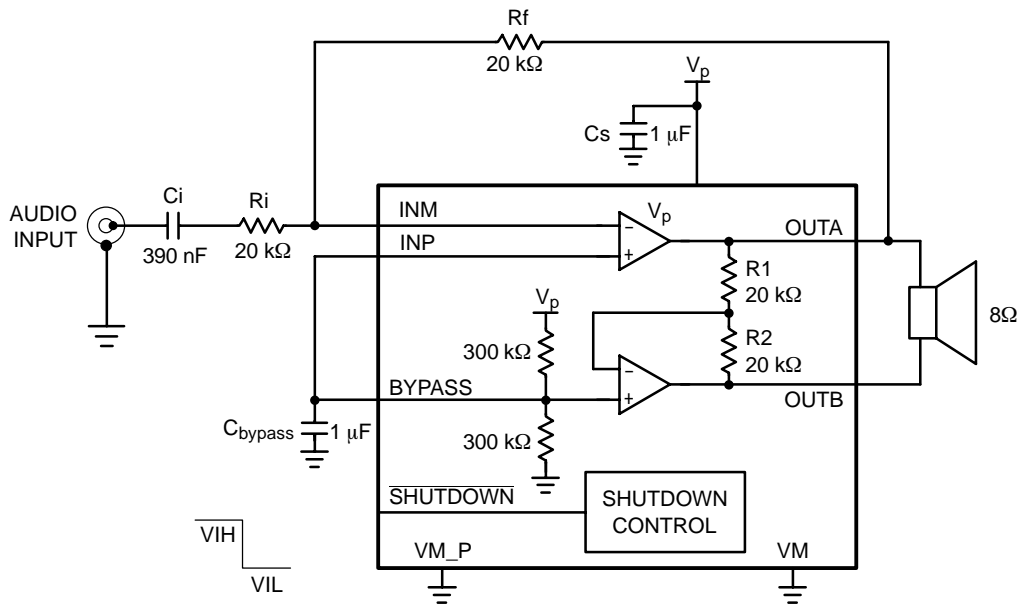 Rf
20 kΩ
Vp
Cs
1 μF
Ci
Ri
AUDIO
INPUT
390 nF
20 kΩ
INM
INP
Vp
−
+
OUTA
R1
20 kΩ
Vp
300 kΩ
R2
20 kΩ
8Ω
−
+
BYPASS
OUTB
Cbypass
1 μF
300 kΩ
SHUTDOWN
SHUTDOWN
CONTROL
VIH
VIL
VM_P
VM